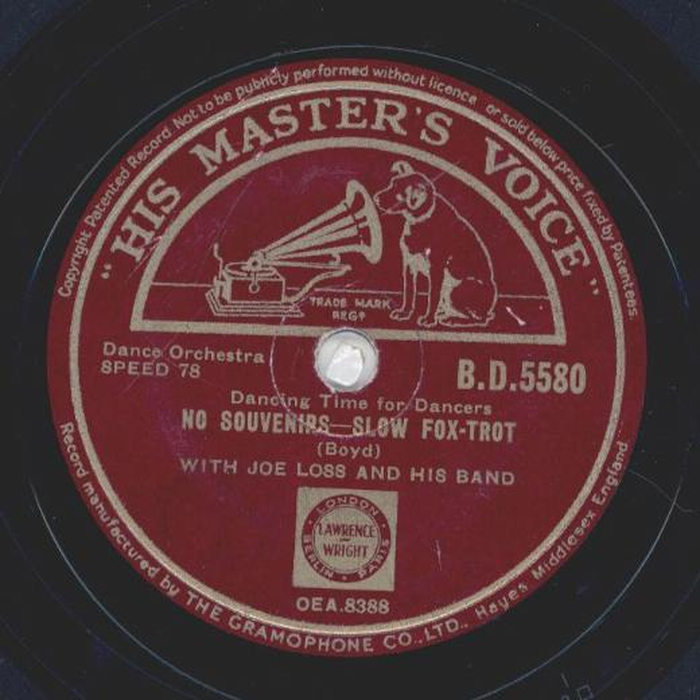 Copyright Patented Record Not to be publicly performed without licence or sold below price fixed by Patentees.
"HIS MASTER'S VOICE"
TRADE MARK
REGD
Dance Orchestra
SPEED 78
B.D.5580
Dancing Time for Dancers
NO SOUVENIRS—SLOW FOX-TROT
(Boyd)
WITH JOE LOSS AND HIS BAND
LONDON
LAWRENCE
WRIGHT
BERLIN · PARIS
OEA.8388
Record manufactured by THE GRAMOPHONE CO., LTD., Hayes Middlesex England